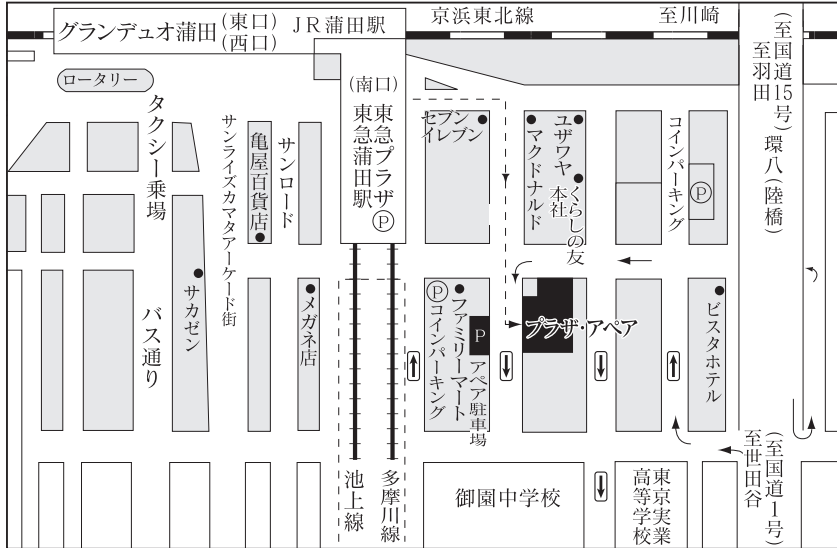 グランデュオ蒲田
(東口)
(西口)
JR蒲田駅
京浜東北線
至川崎
(至国道15号)
至羽田
環八(陸橋)
ロータリー
タクシー乗場
サンライズカマタアーケード街
亀屋百貨店
サンロード
(南口)
東急プラザ
P
東急蒲田駅
セブン
イレブン
ユザワヤ
マクドナルド
くらしの友
本社
コインパーキング
P
バス通り
サカゼン
メガネ店
P
コインパーキング
ファミリーマート
P
アペア駐車場
プラザ・アペア
ビスタホテル
池上線
多摩川線
御園中学校
東京実業
高等学校
(至国道1号)
至世田谷